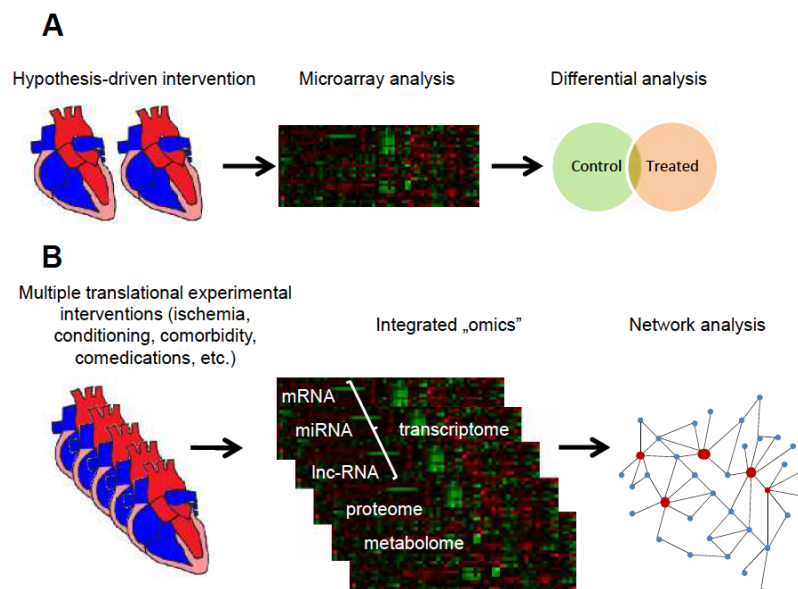 A
Hypothesis-driven intervention
Microarray analysis
Differential analysis
Control
Treated
B
Multiple translational experimental
interventions (ischemia,
conditioning, comorbidity,
comedications, etc.)
Integrated „omics”
Network analysis
mRNA
miRNA
transcriptome
lnc-RNA
proteome
metabolome